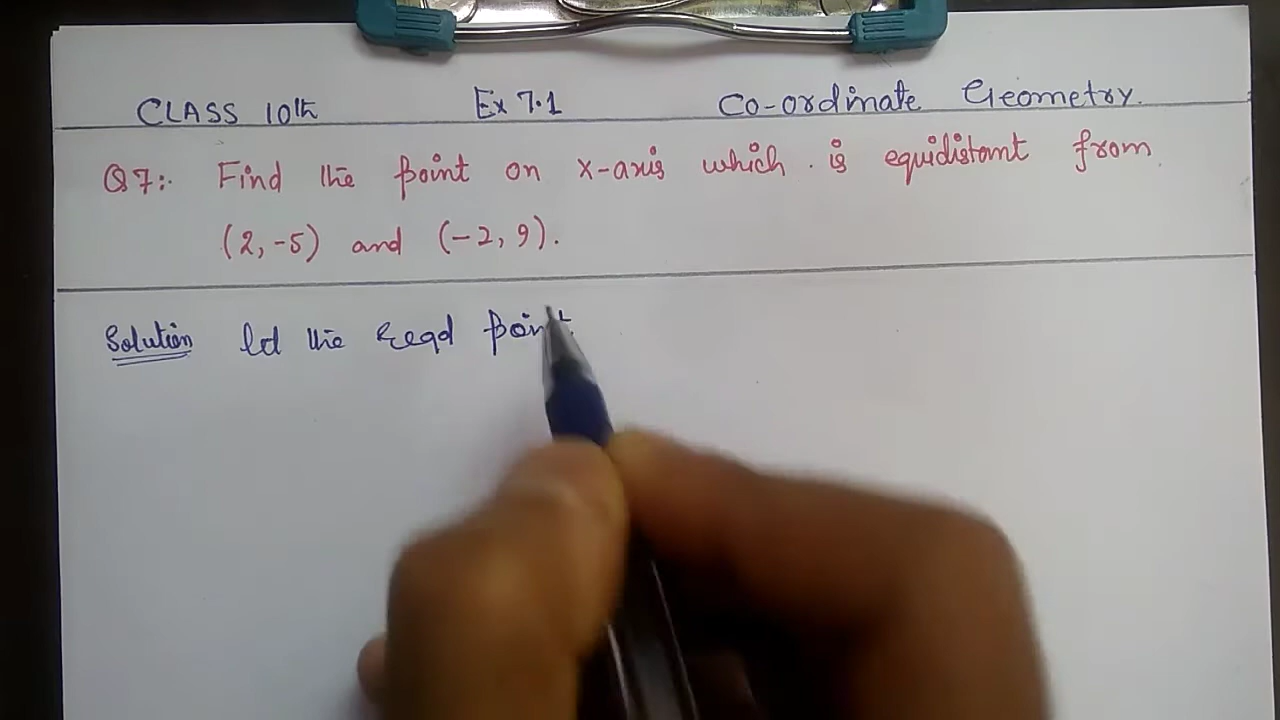 CLASS 10th Ex 7.1 Co-ordinate Geometry.
Q7:- Find the point on x-axis which is equidistant from
(2,-5) and (-2, 9).
Solution let the reqd point